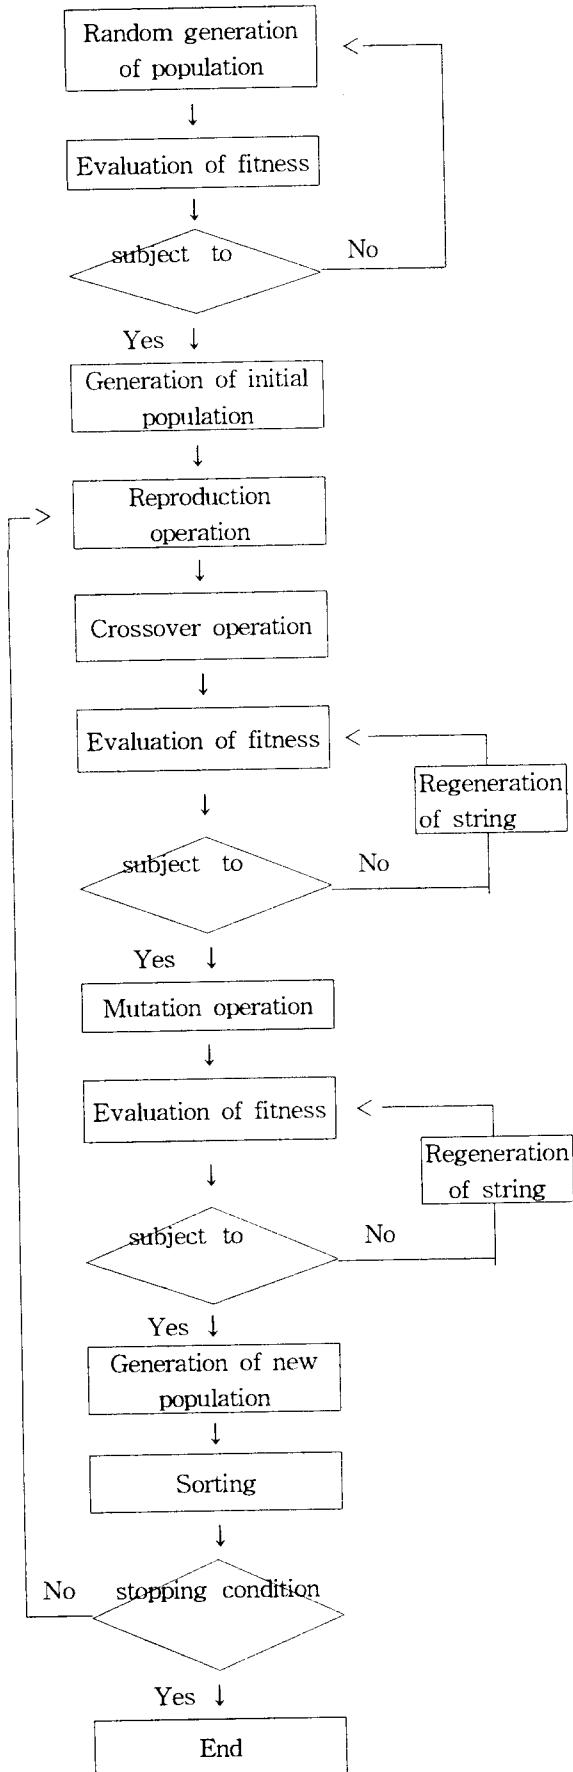 Random generation
of population
Evaluation of fitness
subject to
No
Yes
Generation of initial
population
Reproduction
operation
Crossover operation
Evaluation of fitness
Regeneration
of string
subject to
No
Yes
Mutation operation
Evaluation of fitness
Regeneration
of string
subject to
No
Yes
Generation of new
population
Sorting
No
stopping condition
Yes
End